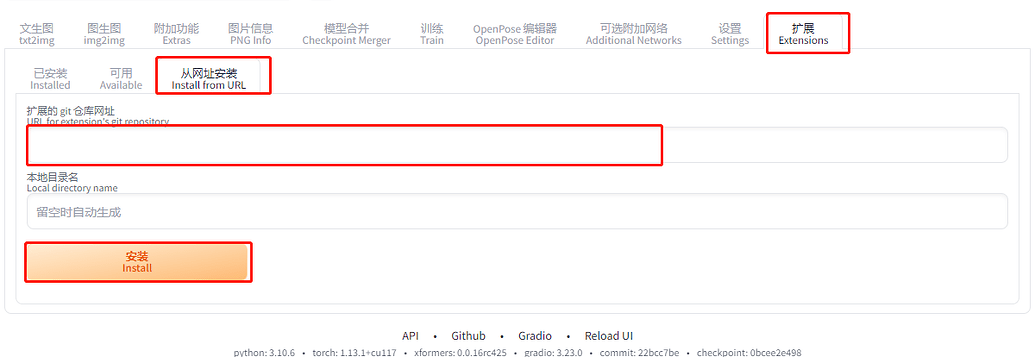 文生图 图生图 附加功能 图片信息 模型合并 训练 OpenPose 编辑器 可选附加网络 设置 扩展
txt2img img2img Extras PNG Info Checkpoint Merger Train OpenPose Editor Additional Networks Settings Extensions
已安装 可用 从网址安装
Installed Available Install from URL
扩展的 git 仓库网址
URL for extension's git repository
本地目录名
Local directory name
留空时自动生成
安装
Install
API • Github • Gradio • Reload UI
python: 3.10.6 • torch: 1.13.1+cu117 • xformers: 0.0.16rc425 • gradio: 3.23.0 • commit: 22bcc7be • checkpoint: 0bcee2e498